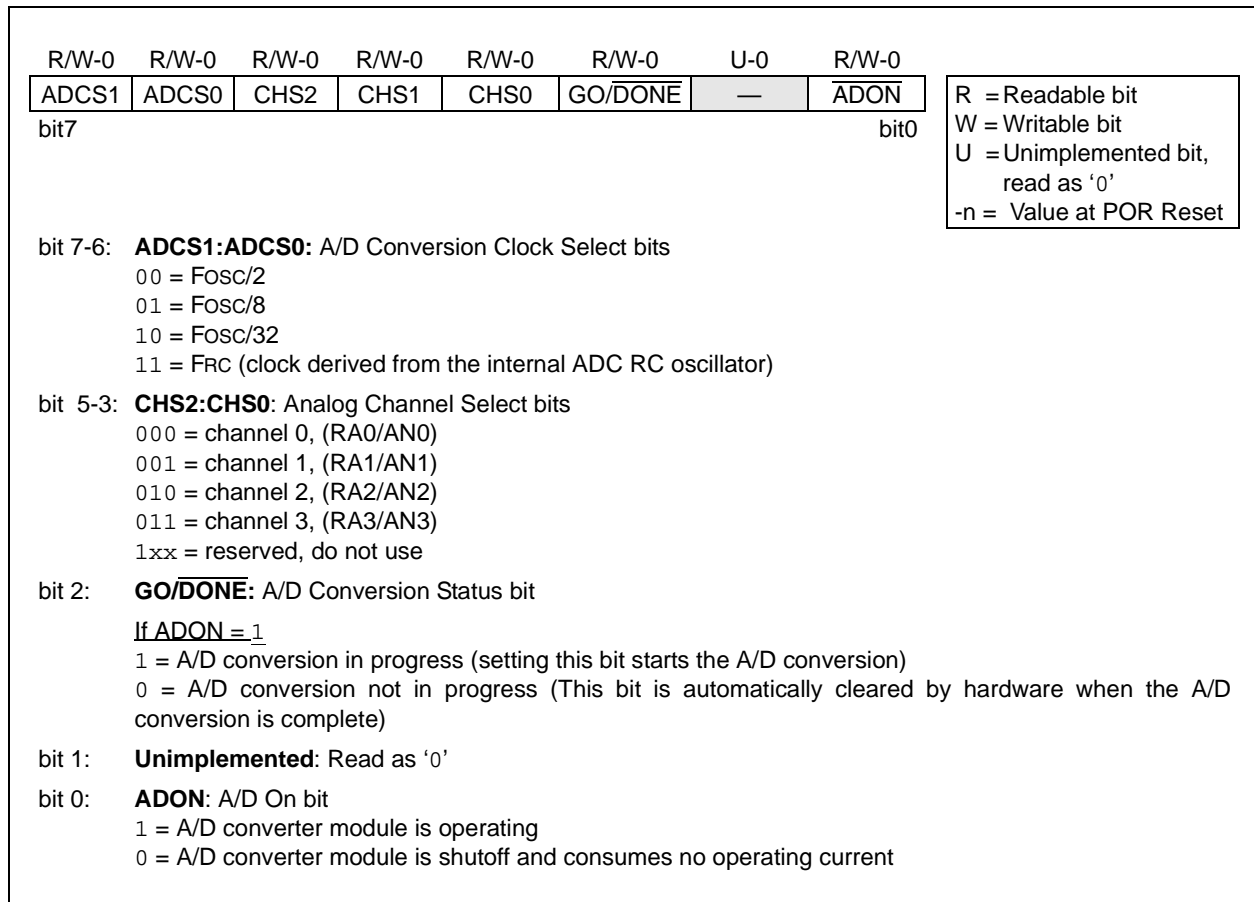 R/W-0 R/W-0 R/W-0 R/W-0 R/W-0 R/W-0 U-0 R/W-0
ADCS1 ADCS0 CHS2 CHS1 CHS0 GO/D̅O̅N̅E̅ — A̅D̅O̅N̅
bit7 bit0
R = Readable bit
W = Writable bit
U = Unimplemented bit,
read as ‘0’
-n = Value at POR Reset
bit 7-6: ADCS1:ADCS0: A/D Conversion Clock Select bits
00 = FOSC/2
01 = FOSC/8
10 = FOSC/32
11 = FRC (clock derived from the internal ADC RC oscillator)
bit 5-3: CHS2:CHS0: Analog Channel Select bits
000 = channel 0, (RA0/AN0)
001 = channel 1, (RA1/AN1)
010 = channel 2, (RA2/AN2)
011 = channel 3, (RA3/AN3)
1xx = reserved, do not use
bit 2: GO/D̅O̅N̅E̅: A/D Conversion Status bit
If ADON = 1
1 = A/D conversion in progress (setting this bit starts the A/D conversion)
0 = A/D conversion not in progress (This bit is automatically cleared by hardware when the A/D
conversion is complete)
bit 1: Unimplemented: Read as ‘0’
bit 0: ADON: A/D On bit
1 = A/D converter module is operating
0 = A/D converter module is shutoff and consumes no operating current